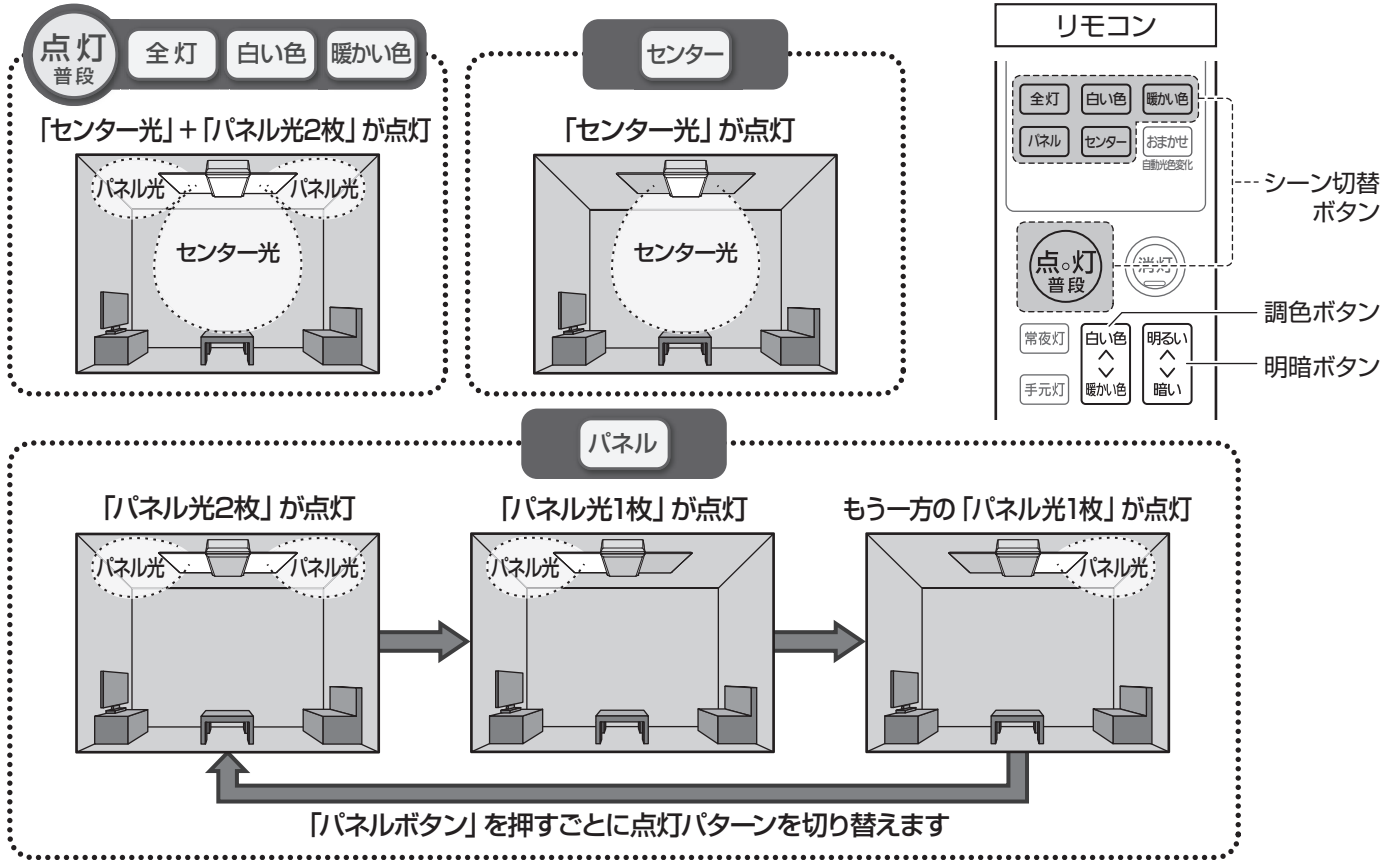 点灯
普段
全灯
白い色
暖かい色
「センター光」+「パネル光2枚」が点灯
パネル光
パネル光
センター光
センター
「センター光」が点灯
センター光
リモコン
全灯
白い色
暖かい色
パネル
センター
おまかせ
自動光色変化
シーン切替
ボタン
点灯
普段
消灯
調色ボタン
明暗ボタン
常夜灯
白い色
明るい
手元灯
暖かい色
暗い
パネル
「パネル光2枚」が点灯
パネル光
パネル光
「パネル光1枚」が点灯
パネル光
もう一方の「パネル光1枚」が点灯
パネル光
「パネルボタン」を押すごとに点灯パターンを切り替えます